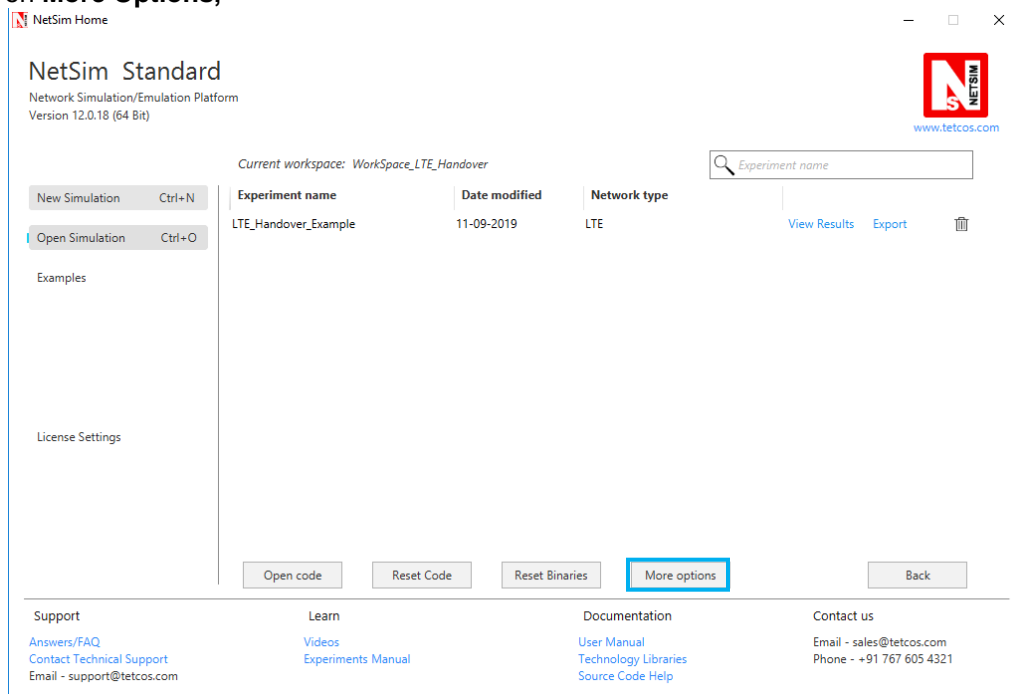 on More Options,
NetSim Home
NetSim Standard
Network Simulation/Emulation Platform
Version 12.0.18 (64 Bit)
NS NETSIM
www.tetcos.com
Current workspace: WorkSpace_LTE_Handover
Experiment name
New Simulation Ctrl+N
Experiment name Date modified Network type
LTE_Handover_Example 11-09-2019 LTE View Results Export
Open Simulation Ctrl+O
Examples
License Settings
Open code Reset Code Reset Binaries More options Back
Support Learn Documentation Contact us
Answers/FAQ Videos User Manual Email - sales@tetcos.com
Contact Technical Support Experiments Manual Technology Libraries Phone - +91 767 605 4321
Email - support@tetcos.com Source Code Help